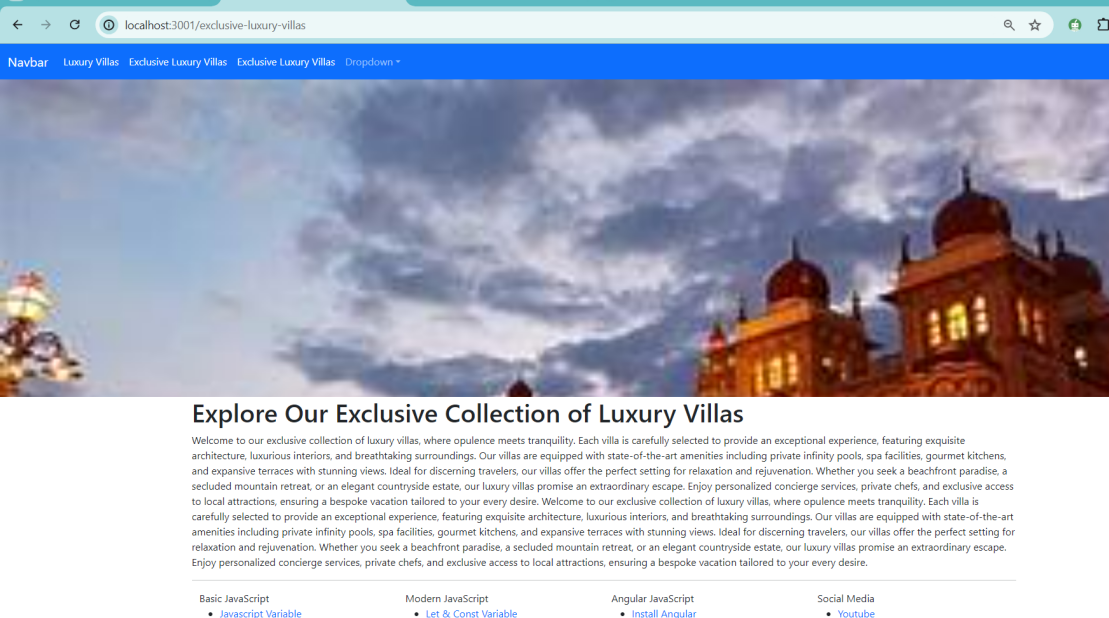 localhost:3001/exclusive-luxury-villas
Navbar Luxury Villas Exclusive Luxury Villas Exclusive Luxury Villas Dropdown
Explore Our Exclusive Collection of Luxury Villas
Welcome to our exclusive collection of luxury villas, where opulence meets tranquility. Each villa is carefully selected to provide an exceptional experience, featuring exquisite
architecture, luxurious interiors, and breathtaking surroundings. Our villas are equipped with state-of-the-art amenities including private infinity pools, spa facilities, gourmet kitchens,
and expansive terraces with stunning views. Ideal for discerning travelers, our villas offer the perfect setting for relaxation and rejuvenation. Whether you seek a beachfront paradise, a
secluded mountain retreat, or an elegant countryside estate, our luxury villas promise an extraordinary escape. Enjoy personalized concierge services, private chefs, and exclusive access
to local attractions, ensuring a bespoke vacation tailored to your every desire. Welcome to our exclusive collection of luxury villas, where opulence meets tranquility. Each villa is
carefully selected to provide an exceptional experience, featuring exquisite architecture, luxurious interiors, and breathtaking surroundings. Our villas are equipped with state-of-the-art
amenities including private infinity pools, spa facilities, gourmet kitchens, and expansive terraces with stunning views. Ideal for discerning travelers, our villas offer the perfect setting for
relaxation and rejuvenation. Whether you seek a beachfront paradise, a secluded mountain retreat, or an elegant countryside estate, our luxury villas promise an extraordinary escape.
Enjoy personalized concierge services, private chefs, and exclusive access to local attractions, ensuring a bespoke vacation tailored to your every desire.
Basic JavaScript Modern JavaScript Angular JavaScript Social Media
Javascript Variable Let & Const Variable Install Angular Youtube